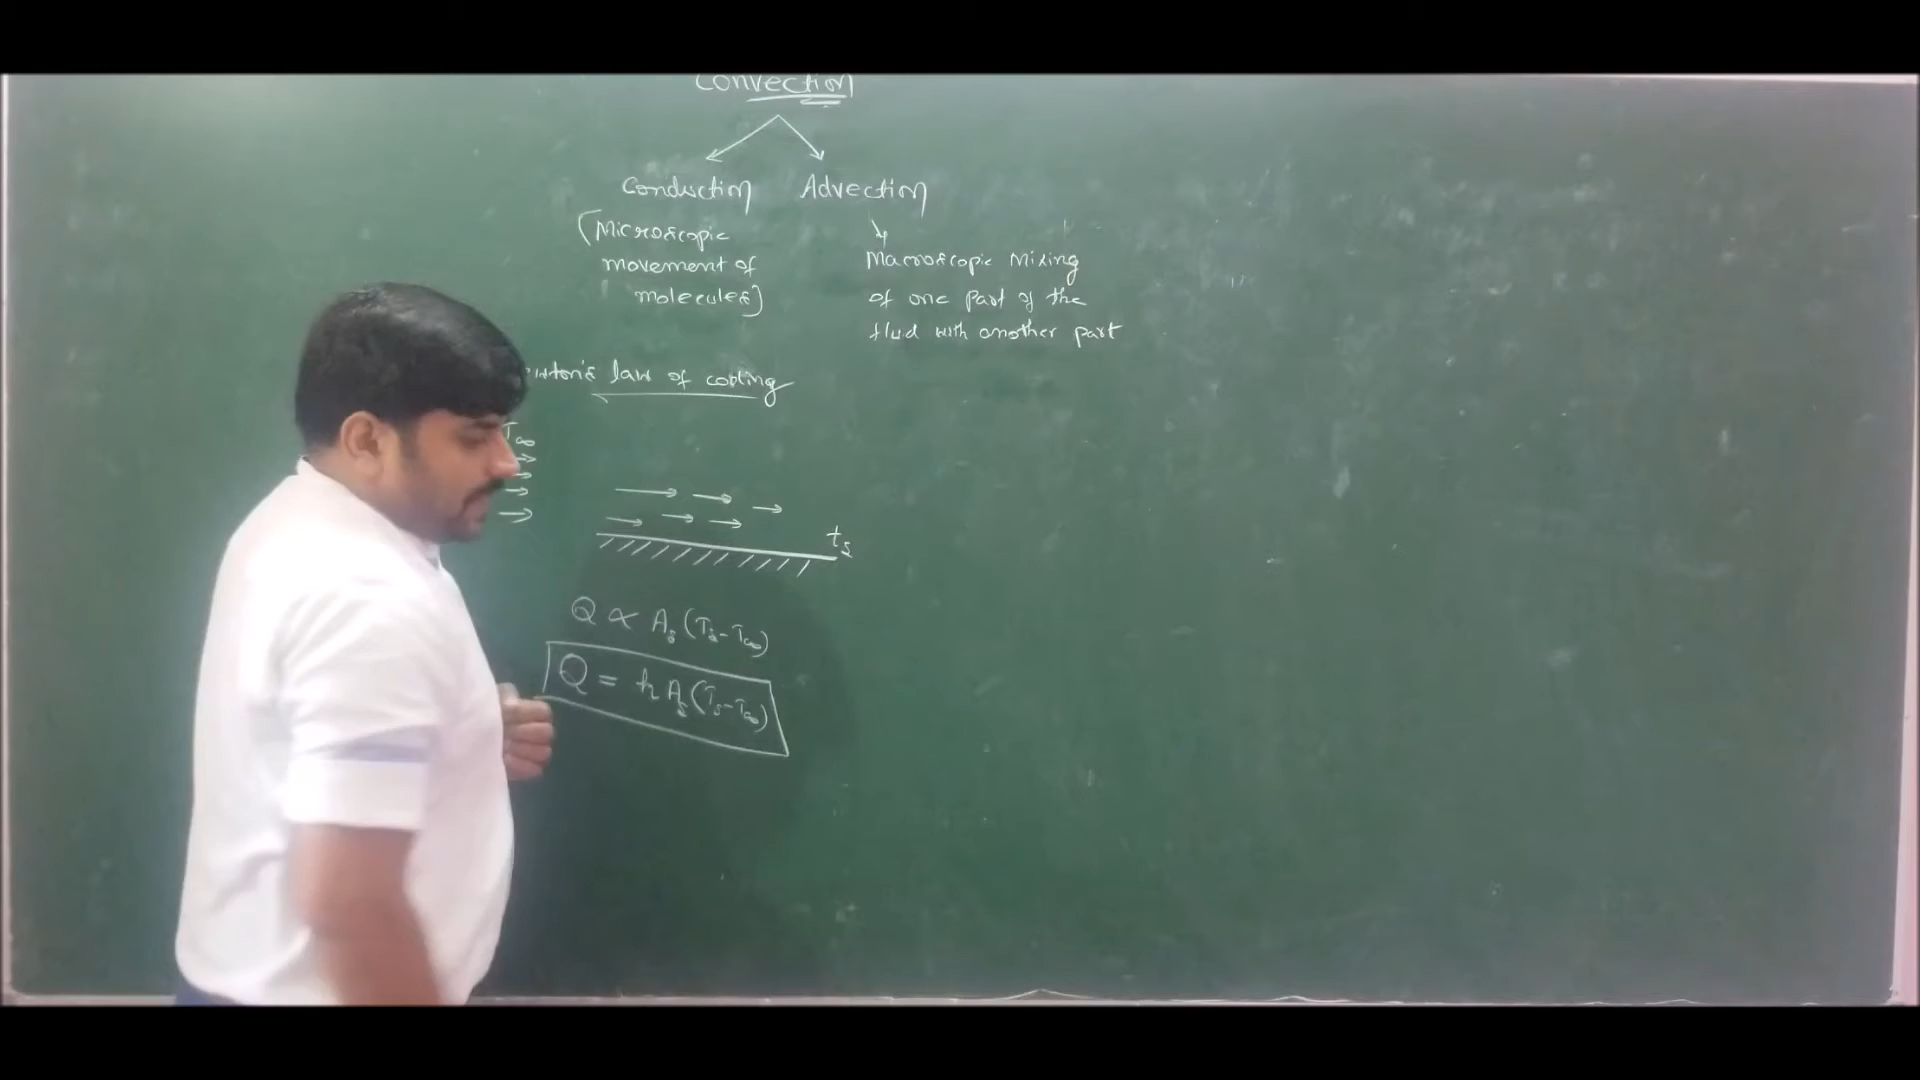 Convection
Conduction Advection
(Microscopic
movement of
molecules]
Macroscopic Mixing
of one part of the
fluid with another part
law of cooling
T∞
ts
Q ∝ As (Ts - T∞)
Q = h As (Ts - T∞)